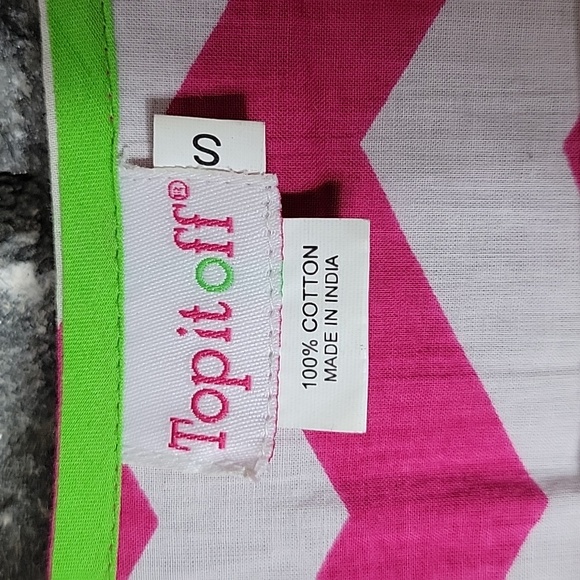 S
Topitoff®
100% COTTON
MADE IN INDIA